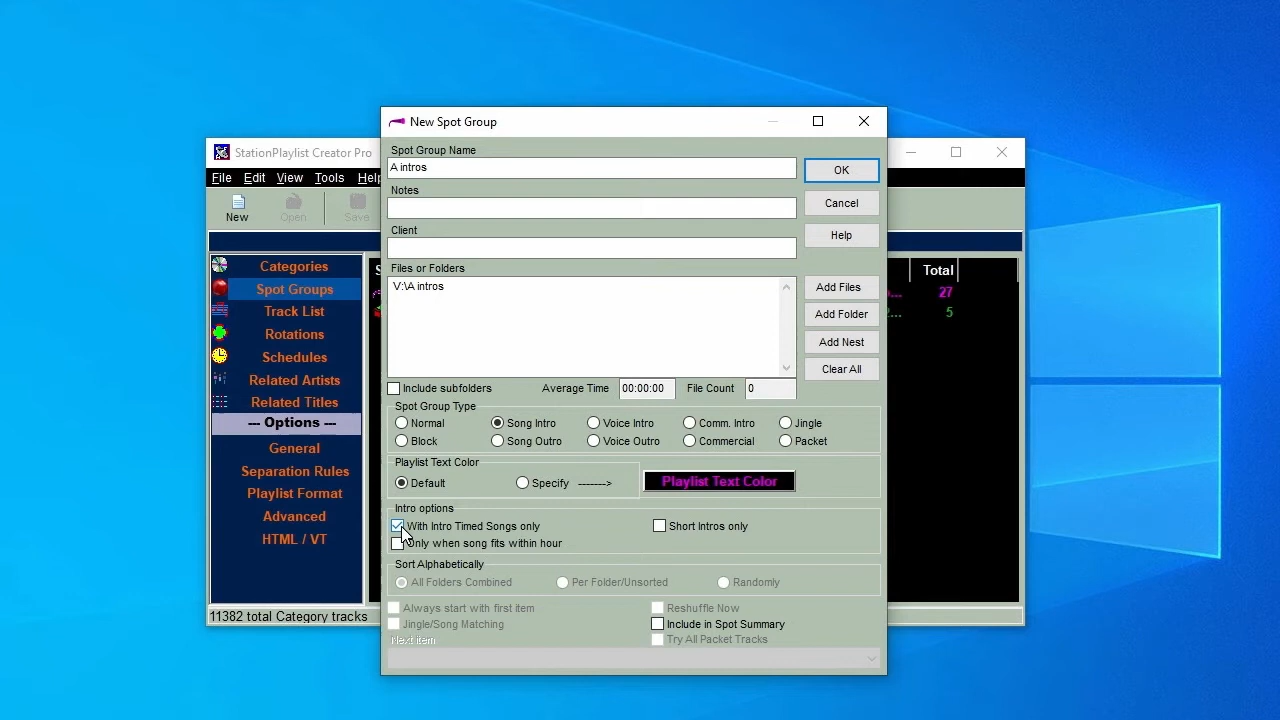 New Spot Group
StationPlaylist Creator Pro
Spot Group Name
A intros
OK
File Edit View Tools Help
Notes
Cancel
New Open Save
Client
Help
Categories
Files or Folders
Total
V:\A intros
Add Files
Spot Groups
... 27
Track List
Add Folder
... 5
Rotations
Add Nest
Schedules
Clear All
Related Artists
Include subfolders Average Time 00:00:00 File Count 0
Related Titles
Spot Group Type
--- Options ---
Normal Song Intro Voice Intro Comm. Intro Jingle
Block Song Outro Voice Outro Commercial Packet
General
Playlist Text Color
Separation Rules
Default Specify -------> Playlist Text Color
Playlist Format
Intro options
Advanced
With Intro Timed Songs only Short Intros only
HTML / VT
Only when song fits within hour
Sort Alphabetically
All Folders Combined Per Folder/Unsorted Randomly
Always start with first item Reshuffle Now
11382 total Category tracks
Jingle/Song Matching Include in Spot Summary
Next item Try All Packet Tracks